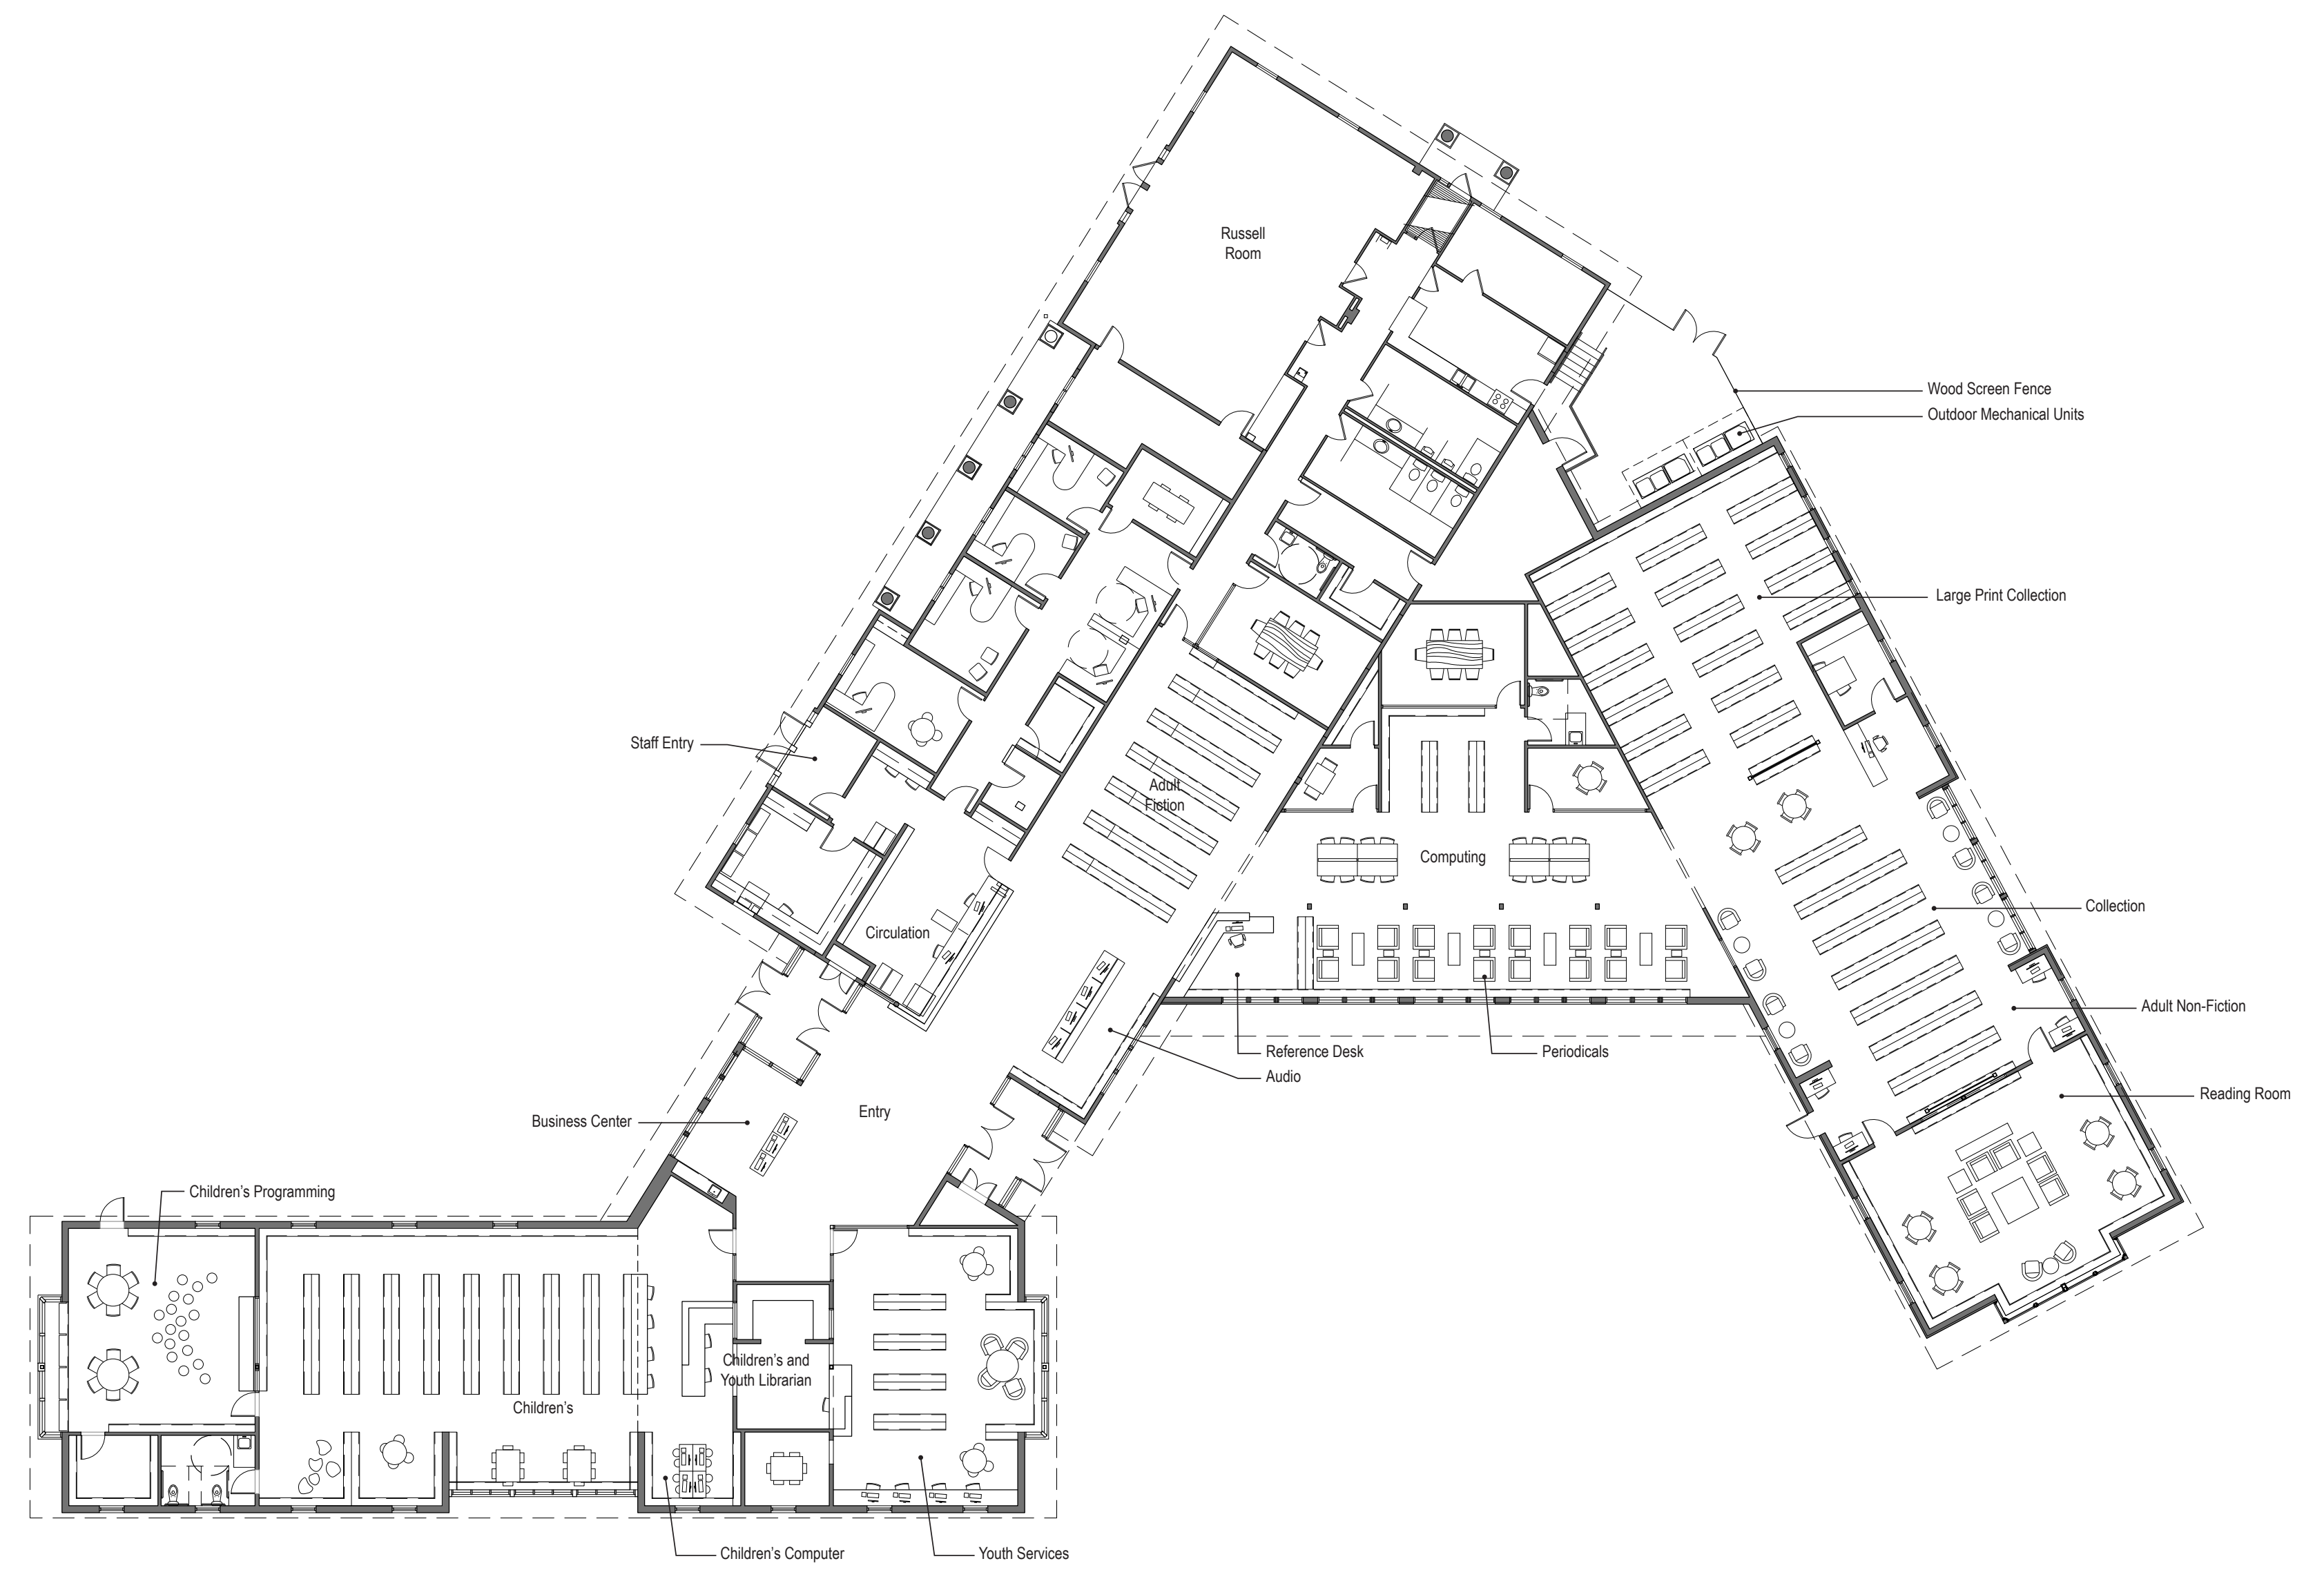 Russell
Room
Wood Screen Fence
Outdoor Mechanical Units
Large Print Collection
Staff Entry
Adult
Fiction
Computing
Collection
Circulation
Adult Non-Fiction
Reference Desk
Periodicals
Audio
Reading Room
Entry
Business Center
Children's Programming
Children's and
Youth Librarian
Children's
Children's Computer
Youth Services